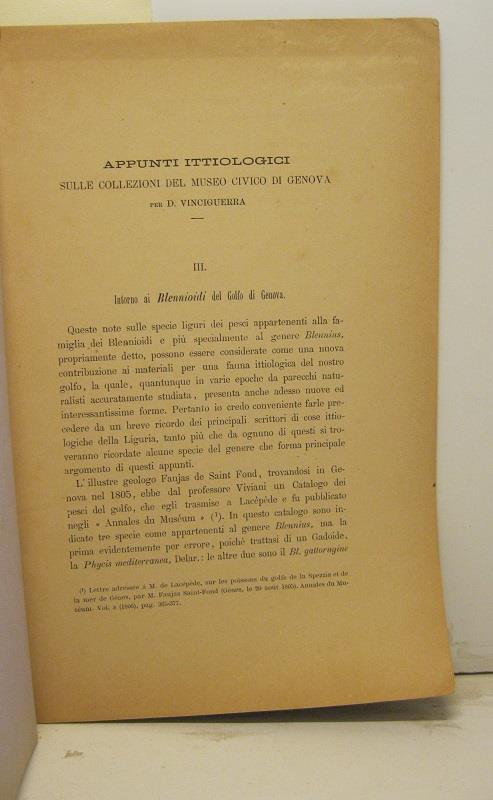 APPUNTI ITTIOLOGICI
SULLE COLLEZIONI DEL MUSEO CIVICO DI GENOVA
PER D. VINCIGUERRA
III.
Intorno ai Blennioidi del Golfo di Genova.
Queste note sulle specie liguri dei pesci appartenenti alla fa-
miglia dei Blennioidi e più specialmente al genere Blennius,
propriamente detto, possono essere considerate come una nuova
contribuzione ai materiali per una fauna ittiologica del nostro
golfo, la quale, quantunque in varie epoche da parecchi natu-
ralisti accuratamente studiata, presenta anche adesso nuove ed
interessantissime forme. Pertanto io credo conveniente farle pre-
cedere da un breve ricordo dei principali scrittori di cose ittio-
logiche della Liguria, tanto più che da ognuno di questi si tro-
veranno ricordate alcune specie del genere che forma principale
argomento di questi appunti.
L' illustre geologo Faujas de Saint Fond, trovandosi in Ge-
nova nel 1805, ebbe dal professore Viviani un Catalogo dei
pesci del golfo, che egli trasmise a Lacépède e fu pubblicato
negli « Annales du Muséum » (¹). In questo catalogo sono in-
dicate tre specie come appartenenti al genere Blennius, ma la
prima evidentemente per errore, poichè trattasi di un Gadoide,
la Phycis mediterranea, Delar.: le altre due sono il Bl. gattorugine
(¹) Lettre adressée à M. de Lacépède, sur les poissons du golfe de la Spezzia et de
la mer de Gênes, par M. Faujas Saint-Fond (Gênes, le 20 août 1805). Annales du Mu-
séum. Vol. 8 (1806), pag. 365-377.